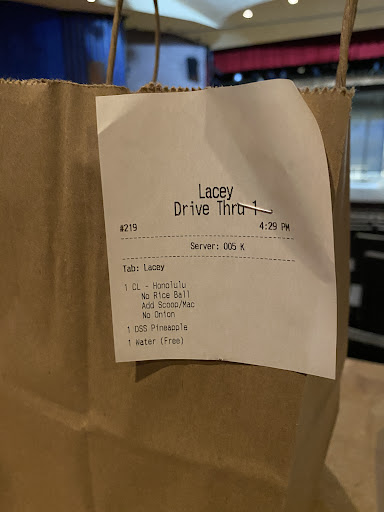 Lacey
Drive Thru 1
#219 4:29 PM
Server: 005 K
Tab: Lacey
1 CL - Honolulu
No Rice Ball
Add Scoop/Mac
No Onion
1 DSS Pineapple
1 Water (Free)